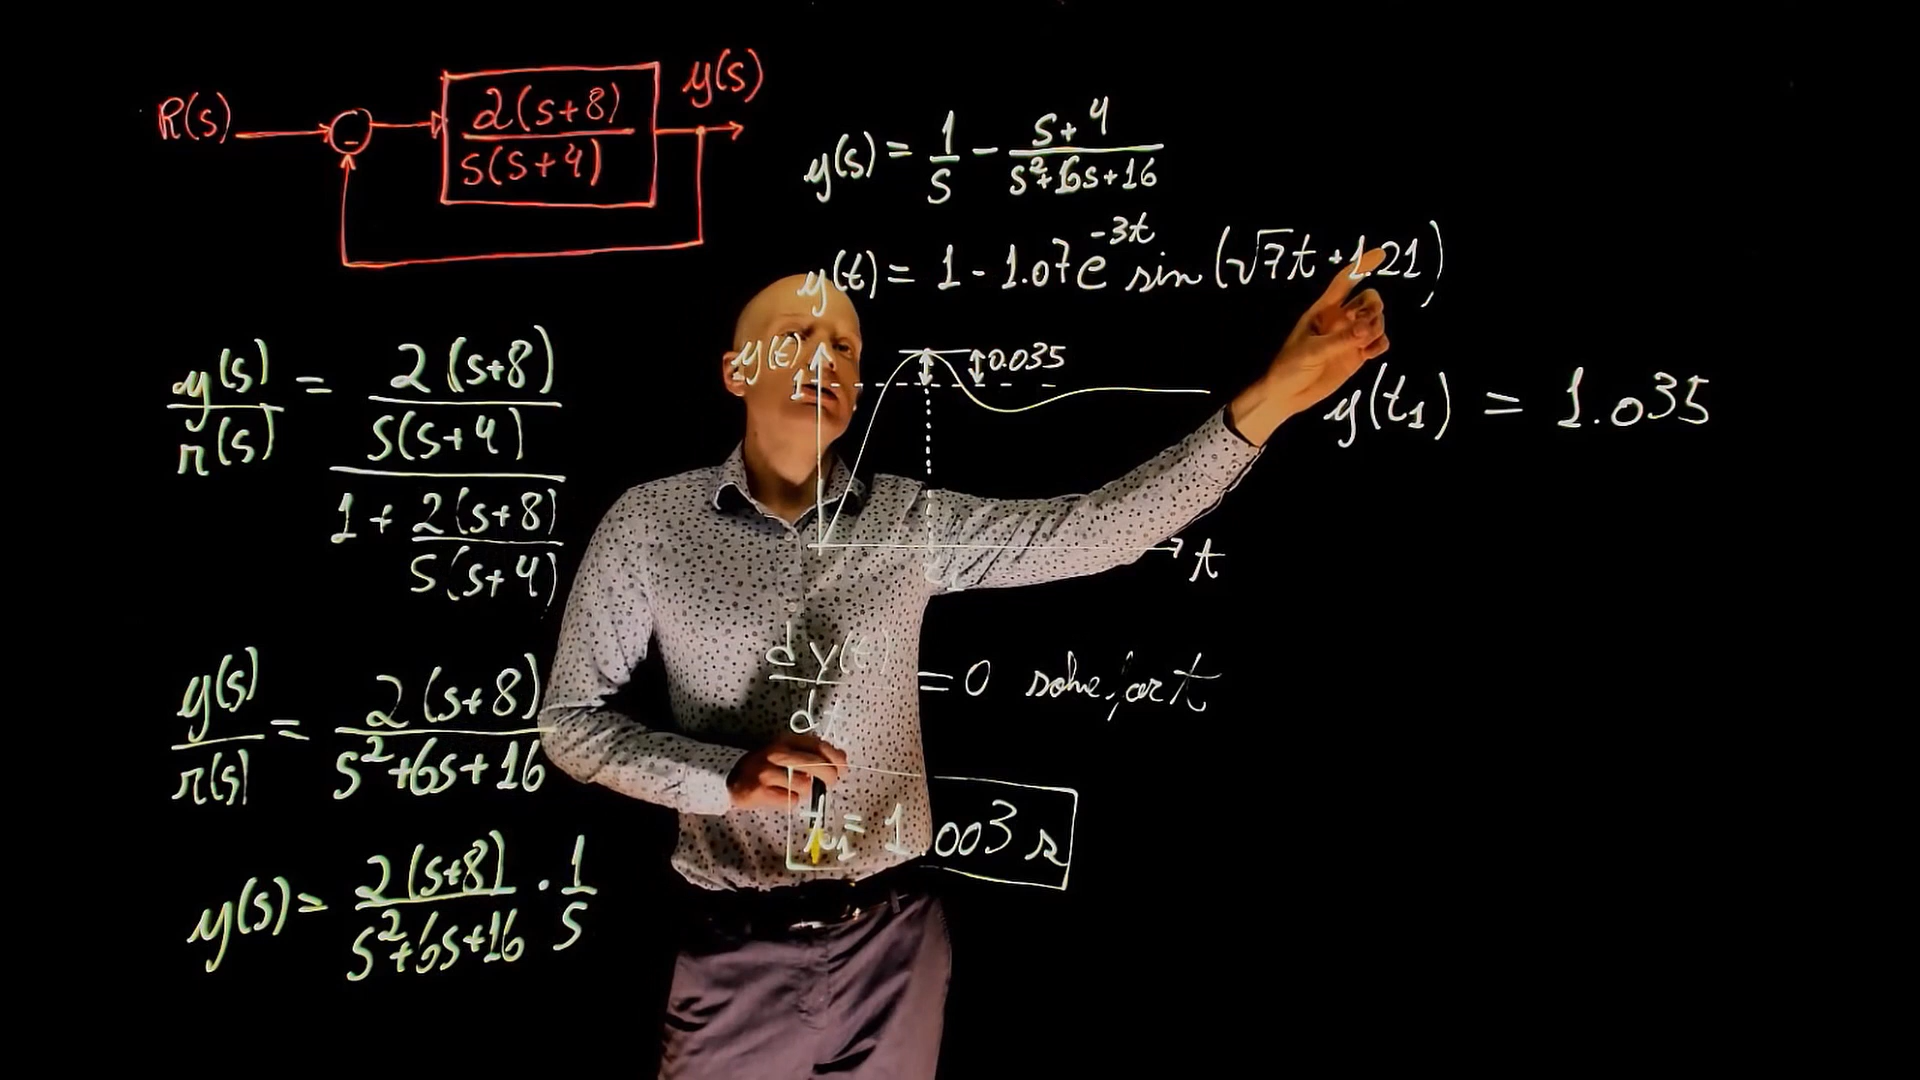 R(s) - 2(s+8) / s(s+4) y(s)
y(s)/r(s) = (2(s+8) / s(s+4)) / (1 + 2(s+8) / s(s+4))
y(s)/r(s) = 2(s+8) / s²+6s+16
y(s) = 2(s+8) / s²+6s+16 · 1/s
y(s) = 1/s - s+4 / s²+6s+16
y(t) = 1 - 1.07e^-3t sin(√7t+1.21)
y(t)
1
0.035
t
y(t₁) = 1.035
dy(t)/dt = 0 solve for t
t₁ = 1.003 s